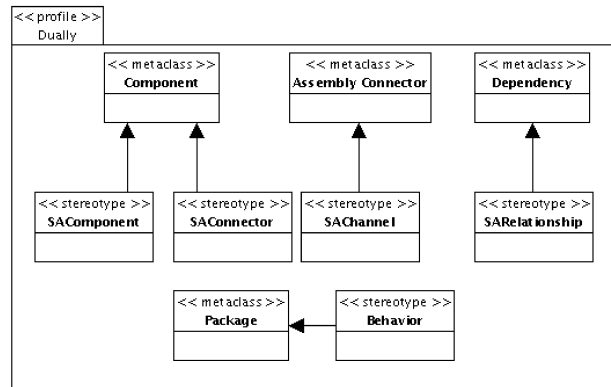 << profile >>
Dually
<< metaclass >>
Component
<< metaclass >>
Assembly Connector
<< metaclass >>
Dependency
<< stereotype >>
SAComponent
<< stereotype >>
SAConnector
<< stereotype >>
SAChannel
<< stereotype >>
SARelationship
<< metaclass >>
Package
<< stereotype >>
Behavior